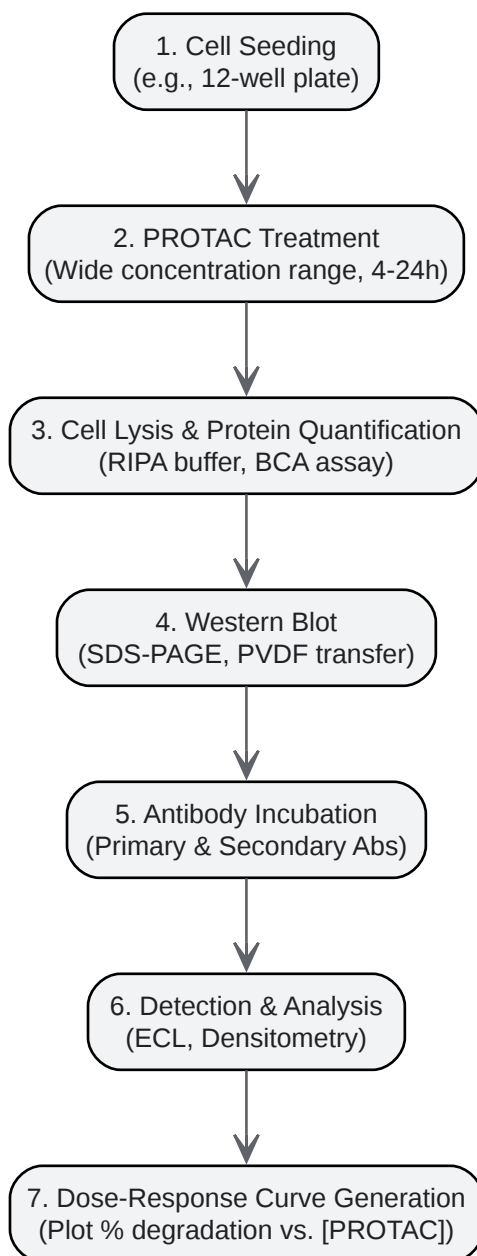 1. Cell Seeding
(e.g., 12-well plate)
2. PROTAC Treatment
(Wide concentration range, 4-24h)
3. Cell Lysis & Protein Quantification
(RIPA buffer, BCA assay)
4. Western Blot
(SDS-PAGE, PVDF transfer)
5. Antibody Incubation
(Primary & Secondary Abs)
6. Detection & Analysis
(ECL, Densitometry)
7. Dose-Response Curve Generation
(Plot % degradation vs. [PROTAC])